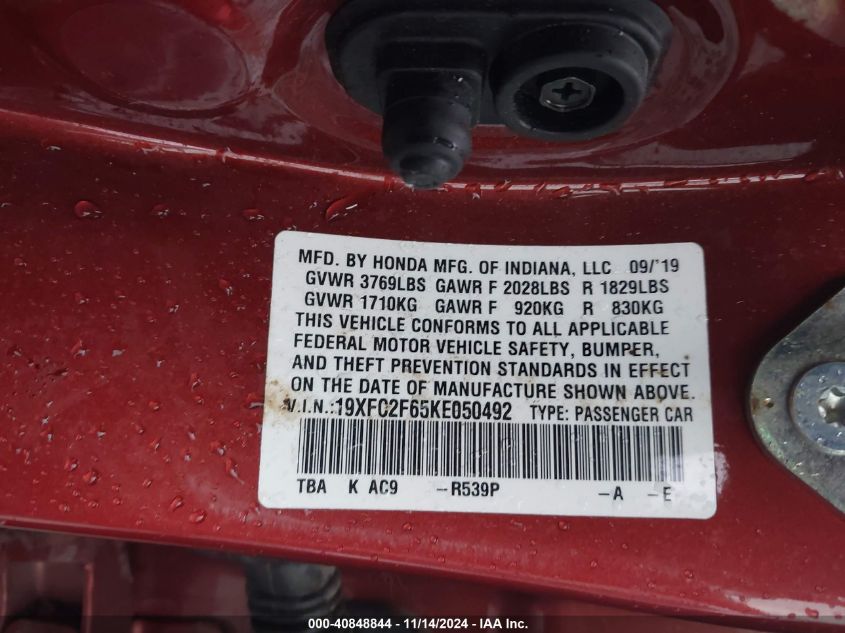 MFD. BY HONDA MFG. OF INDIANA, LLC 09/'19
GVWR 3769LBS GAWR F 2028LBS R 1829LBS
GVWR 1710KG GAWR F 920KG R 830KG
THIS VEHICLE CONFORMS TO ALL APPLICABLE
FEDERAL MOTOR VEHICLE SAFETY, BUMPER,
AND THEFT PREVENTION STANDARDS IN EFFECT
ON THE DATE OF MANUFACTURE SHOWN ABOVE.
V.I.N.:19XFC2F65KE050492 TYPE: PASSENGER CAR
TBA K AC9 -R539P -A -E
000-40848844 - 11/14/2024 - IAA Inc.